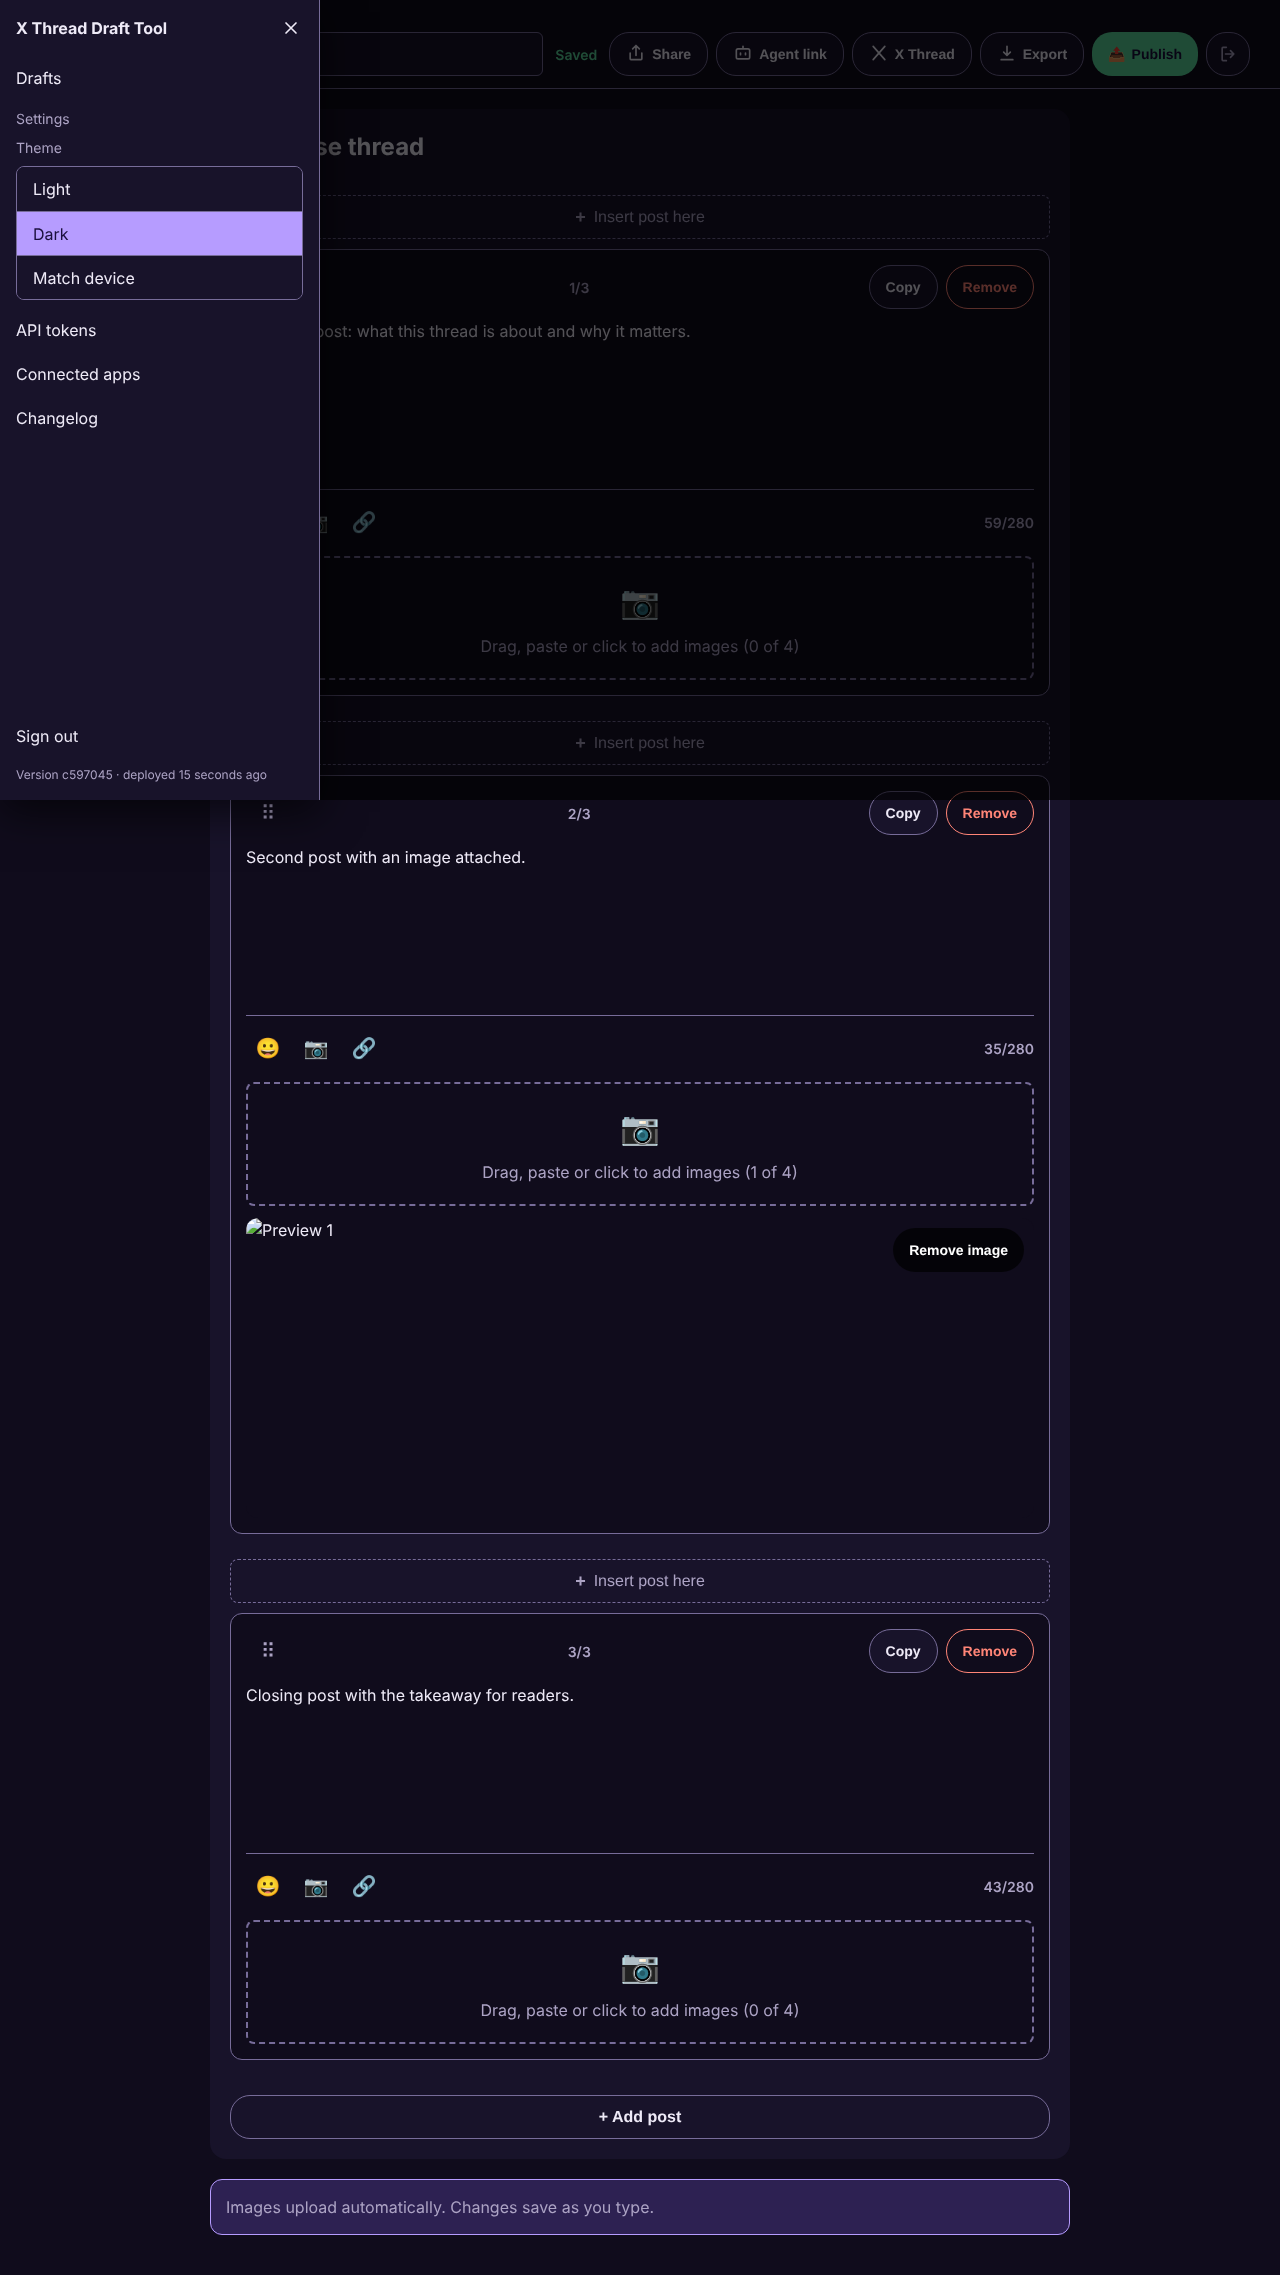 X Thread Draft Tool
Drafts
Settings
Theme
Light
Dark
Match device
API tokens
Connected apps
Changelog
Sign out
Version c597045 · deployed 15 seconds ago
Saved
Share
Agent link
X Thread
Export
Publish
thread
+ Insert post here
1/3
Copy
Remove
post: what this thread is about and why it matters.
59/280
Drag, paste or click to add images (0 of 4)
+ Insert post here
2/3
Copy
Remove
Second post with an image attached.
35/280
Drag, paste or click to add images (1 of 4)
Preview 1
Remove image
+ Insert post here
3/3
Copy
Remove
Closing post with the takeaway for readers.
43/280
Drag, paste or click to add images (0 of 4)
+ Add post
Images upload automatically. Changes save as you type.